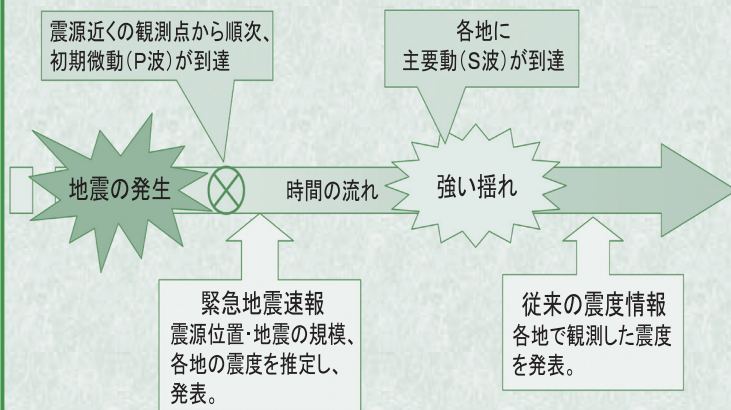 震源近くの観測点から順次、
初期微動(P波)が到達
各地に
主要動(S波)が到達
地震の発生
時間の流れ
強い揺れ
緊急地震速報
震源位置・地震の規模、
各地の震度を推定し、
発表。
従来の震度情報
各地で観測した震度
を発表。